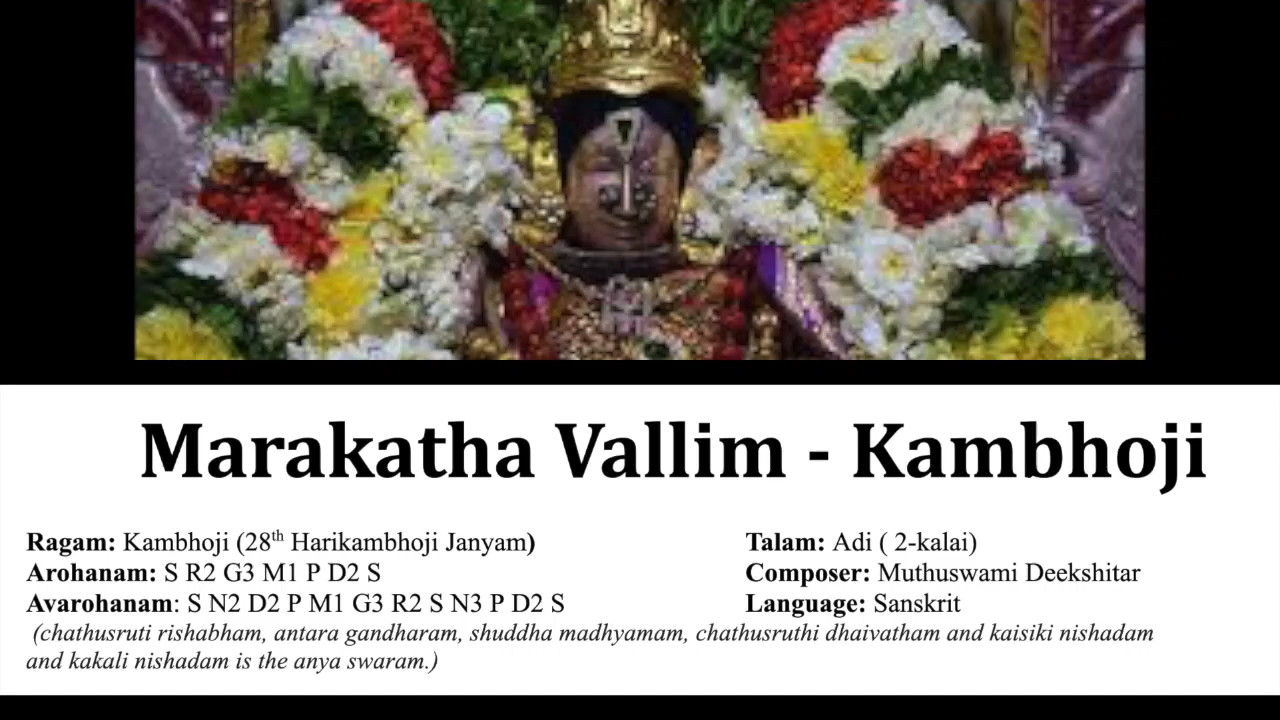 Marakatha Vallim - Kambhoji
Ragam: Kambhoji (28th Harikambhoji Janyam)
Arohanam: S R2 G3 M1 P D2 S
Avarohanam: S N2 D2 P M1 G3 R2 S N3 P D2 S
Talam: Adi ( 2-kalai)
Composer: Muthuswami Deekshitar
Language: Sanskrit
(chathusruti rishabham, antara gandharam, shuddha madhyamam, chathusruthi dhaivatham and kaisiki nishadam
and kakali nishadam is the anya swaram.)